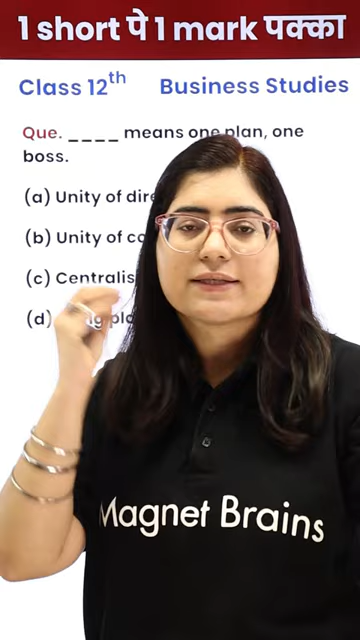 1 short पे 1 mark पक्का
Class 12th Business Studies
Que. ____ means one plan, one
boss.
(a) Unity of
(b) Unity of
(c)
(d)
Magnet Brains